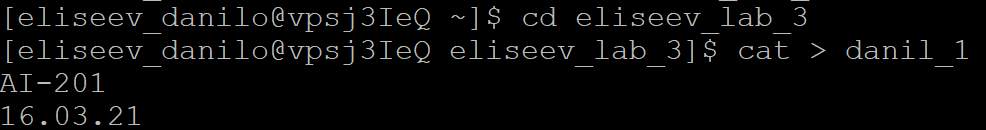 [eliseev_danilo@vpsj3IeQ ~]$ cd eliseev_lab_3
[eliseev_danilo@vpsj3IeQ eliseev_lab_3]$ cat > danil_1
AI-201
16.03.21